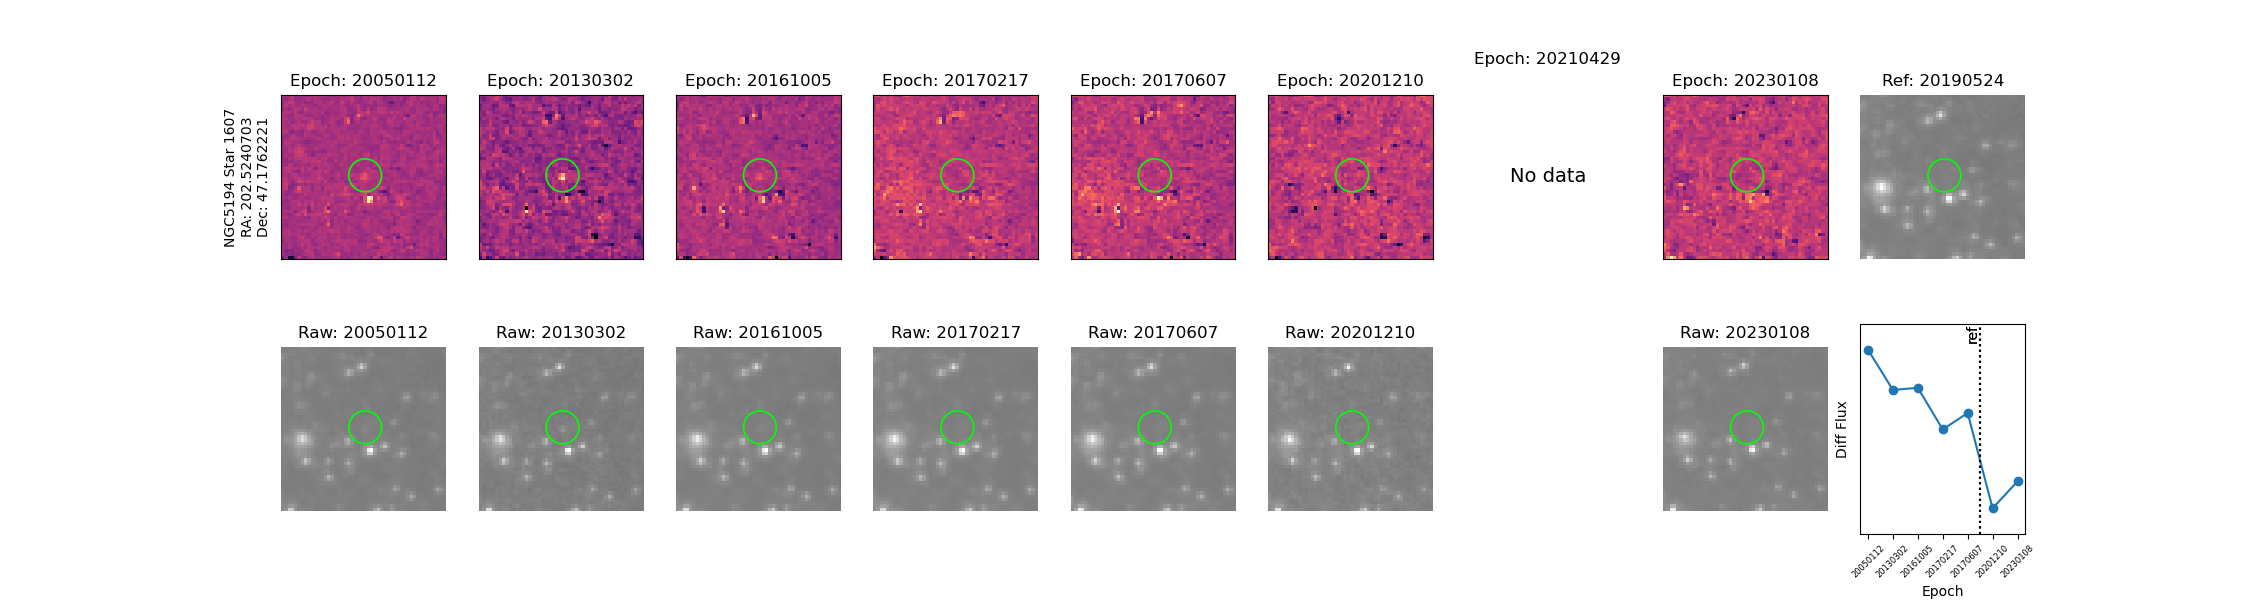 Epoch: 20050112
Epoch: 20130302
Epoch: 20161005
Epoch: 20170217
Epoch: 20170607
Epoch: 20201210
Epoch: 20210429
Epoch: 20230108
Ref: 20190524
NGC5194 Star 1607
RA: 202.5240703
Dec: 47.1762221
No data
Raw: 20050112
Raw: 20130302
Raw: 20161005
Raw: 20170217
Raw: 20170607
Raw: 20201210
Raw: 20230108
ref
Diff Flux
20050112
20130302
20161005
20170217
20170607
20201210
20230108
Epoch